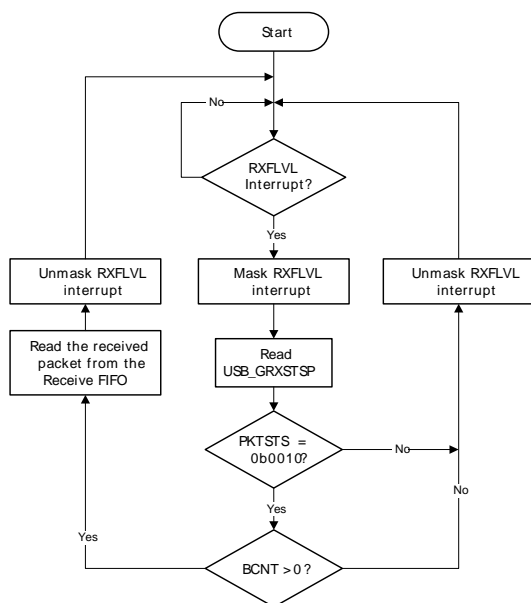 Start
No
RXFLVL
Interrupt?
Yes
Unmask RXFLVL
interrupt
Mask RXFLVL
interrupt
Unmask RXFLVL
interrupt
Read the received
packet from the
Receive FIFO
Read
USB_GRXSTSP
PKTSTS =
0b0010?
No
No
Yes
Yes
BCNT > 0 ?